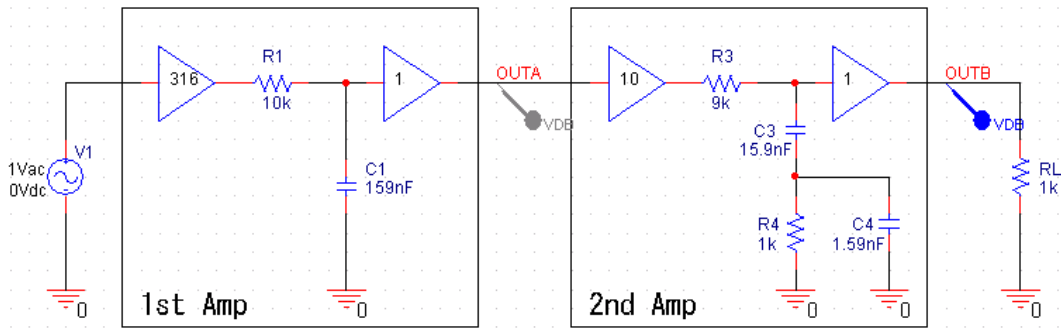 1Vac
0Vdc
V1
0
316
R1
10k
C1
159nF
0
1
1st Amp
OUTA
VDB
10
R3
9k
C3
15.9nF
R4
1k
C4
1.59nF
0
0
1
2nd Amp
OUTB
VDB
RL
1k
0